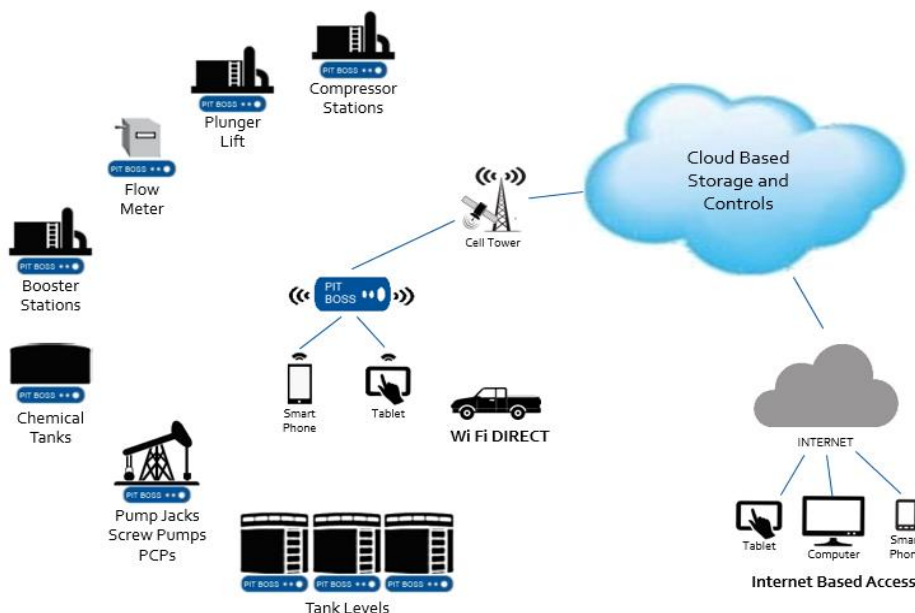 PIT BOSS
Compressor
Stations
PIT BOSS
Plunger
Lift
PIT BOSS
Flow
Meter
Cloud Based
Storage and
Controls
Cell Tower
PIT BOSS
Booster
Stations
PIT
BOSS
PIT BOSS
Chemical
Tanks
Smart
Phone
Tablet
Wi Fi DIRECT
INTERNET
PIT BOSS
Pump Jacks
Screw Pumps
PCPs
PIT BOSS
PIT BOSS
PIT BOSS
Tank Levels
Tablet
Computer
Smart
Phone
Internet Based Access